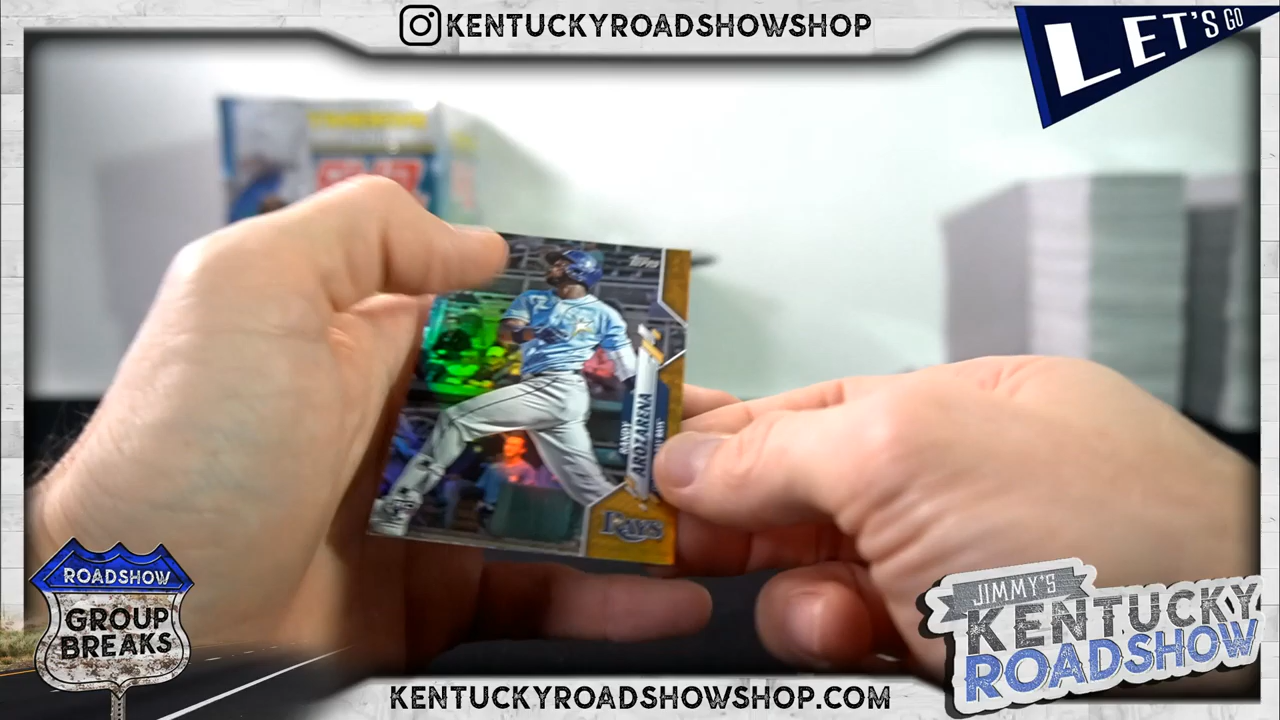 KENTUCKYROADSHOWSHOP
LET'S GO
topps
RANDY
AROZARENA
RAYS
ROADSHOW
GROUP
BREAKS
JIMMY'S
KENTUCKY
ROADSHOW
KENTUCKYROADSHOWSHOP.COM